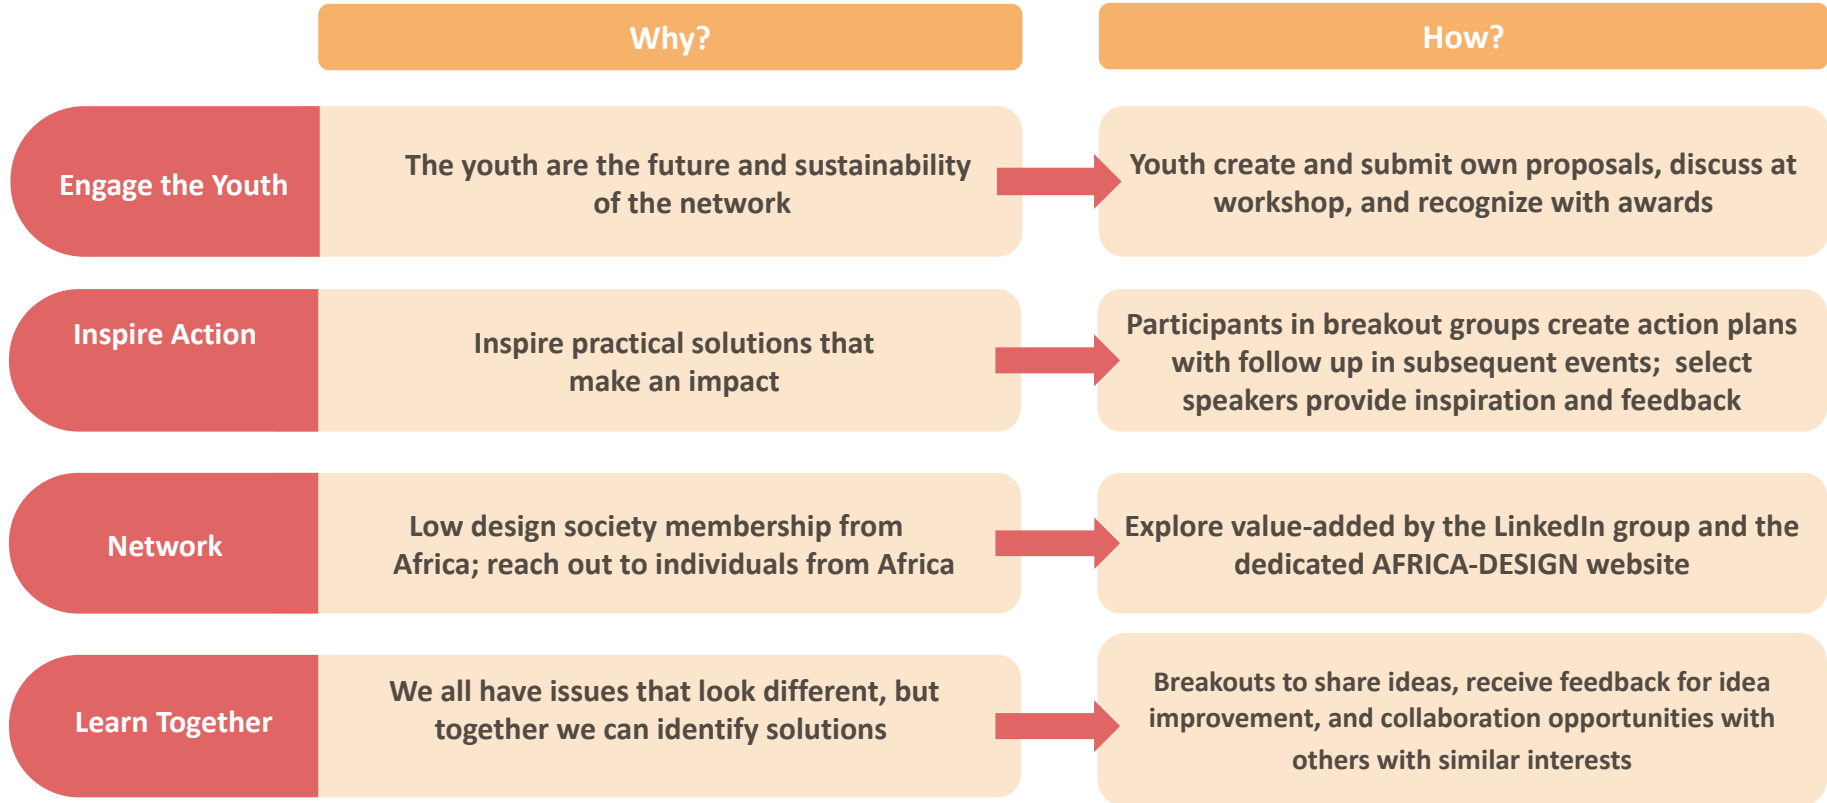 Why?
How?
Engage the Youth
The youth are the future and sustainability
of the network
Youth create and submit own proposals, discuss at
workshop, and recognize with awards
Inspire Action
Inspire practical solutions that
make an impact
Participants in breakout groups create action plans
with follow up in subsequent events;  select
speakers provide inspiration and feedback
Network
Low design society membership from
Africa; reach out to individuals from Africa
Explore value-added by the LinkedIn group and the
dedicated AFRICA-DESIGN website
Learn Together
We all have issues that look different, but
together we can identify solutions
Breakouts to share ideas, receive feedback for idea
improvement, and collaboration opportunities with
others with similar interests